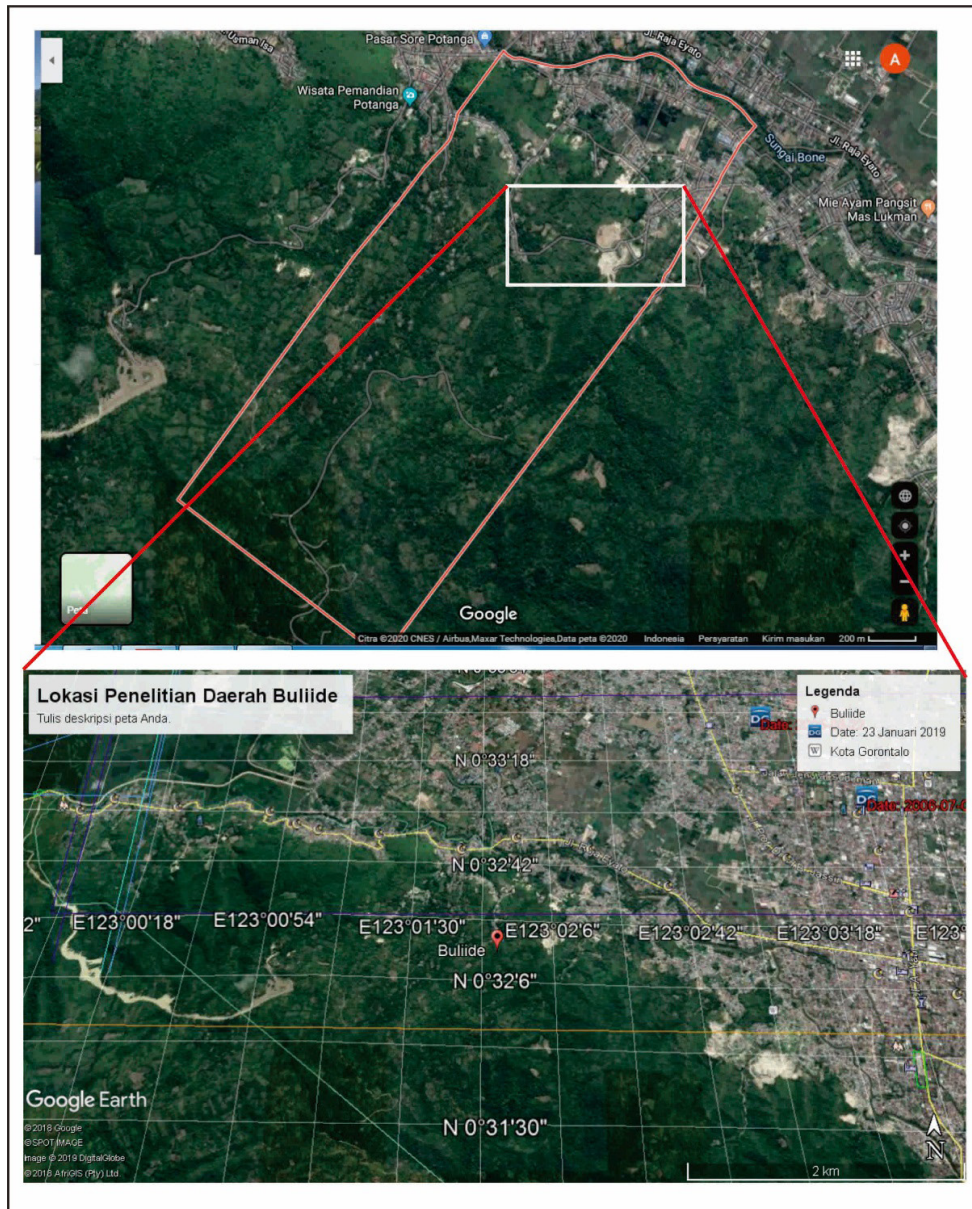 Pasar Sore Potanga
Jl. Raja Eyato
A
Wisata Pemandian
Potanga
Sungai Bone
Jl. Raja Eyato
Mie Ayam Pangsit
Mas Lukman
Peta
Google
Citra ©2020 CNES / Airbus,Maxar Technologies,Data peta ©2020 Indonesia Persyaratan Kirim masukan 200 m
Lokasi Penelitian Daerah Buliide
Tulis deskripsi peta Anda.
Legenda
Buliide
DG Date: 23 Januari 2019
W Kota Gorontalo
DG
Date:
N 0°33'18"
DG
N 0°32'42"
E123°00'18" E123°00'54" E123°01'30" E123°02'6" E123°02'42" E123°03'18" E123°
Buliide
N 0°32'6"
N 0°31'30"
Google Earth
©2018 Google
©SPOT IMAGE
Image ©2019 DigitalGlobe
©2018 AfriGIS (Pty) Ltd.
N
2 km